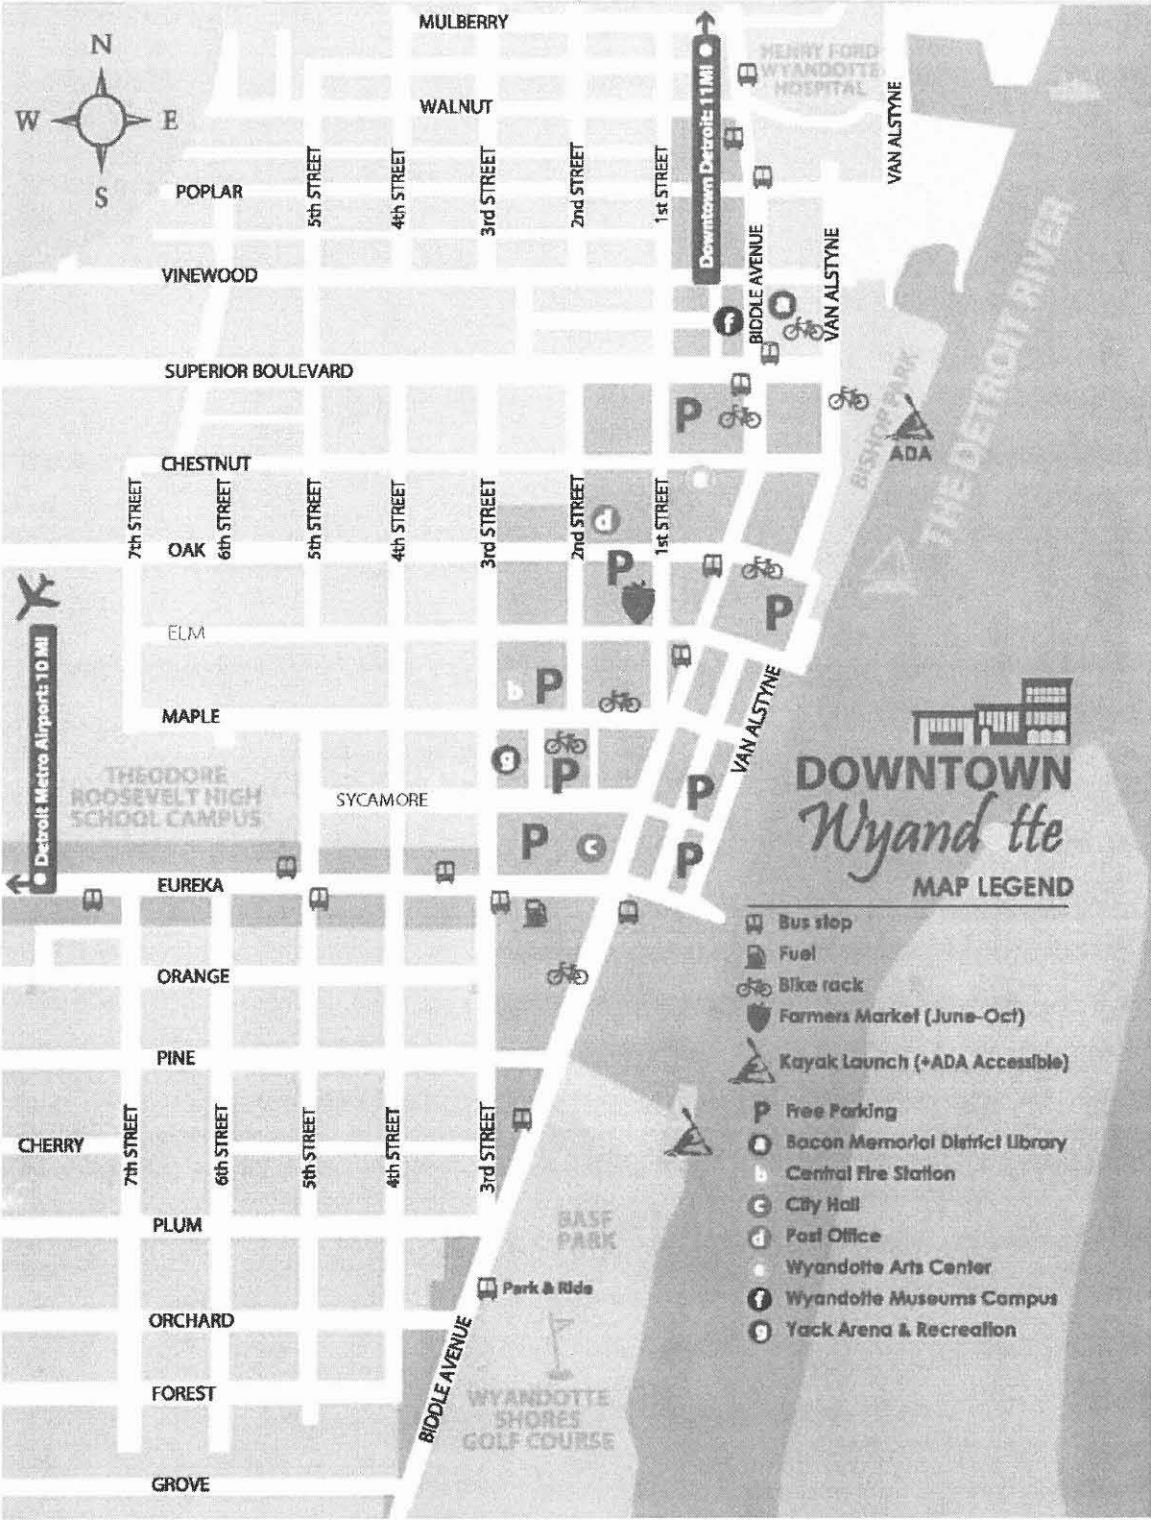 MULBERRY
N
W
E
S
Downtown Detroit: 11MI
HENRY FORD
WYANDOTTE
HOSPITAL
WALNUT
VAN ALSTYNE
POPLAR
5th STREET
4th STREET
3rd STREET
2nd STREET
1st STREET
BIDDLE AVENUE
VAN ALSTYNE
VINEWOOD
a
f
THE DETROIT RIVER
SUPERIOR BOULEVARD
P
BISHOP PARK
ADA
CHESTNUT
7th STREET
6th STREET
5th STREET
4th STREET
3rd STREET
2nd STREET
1st STREET
d
OAK
P
P
ELM
Detroit Metro Airport: 10 MI
b
P
MAPLE
VAN ALSTYNE
g
P
THEODORE
ROOSEVELT HIGH
SCHOOL CAMPUS
SYCAMORE
P
P
c
P
EUREKA
DOWNTOWN
Wyand tte
MAP LEGEND
Bus stop
Fuel
Bike rack
Farmers Market (June-Oct)
Kayak Launch (+ADA Accessible)
P Free Parking
a Bacon Memorial District Library
b Central Fire Station
c City Hall
d Post Office
Wyandotte Arts Center
f Wyandotte Museums Campus
g Yack Arena & Recreation
ORANGE
PINE
CHERRY
7th STREET
6th STREET
5th STREET
4th STREET
3rd STREET
PLUM
BASF
PARK
Park & Ride
ORCHARD
BIDDLE AVENUE
FOREST
WYANDOTTE
SHORES
GOLF COURSE
GROVE